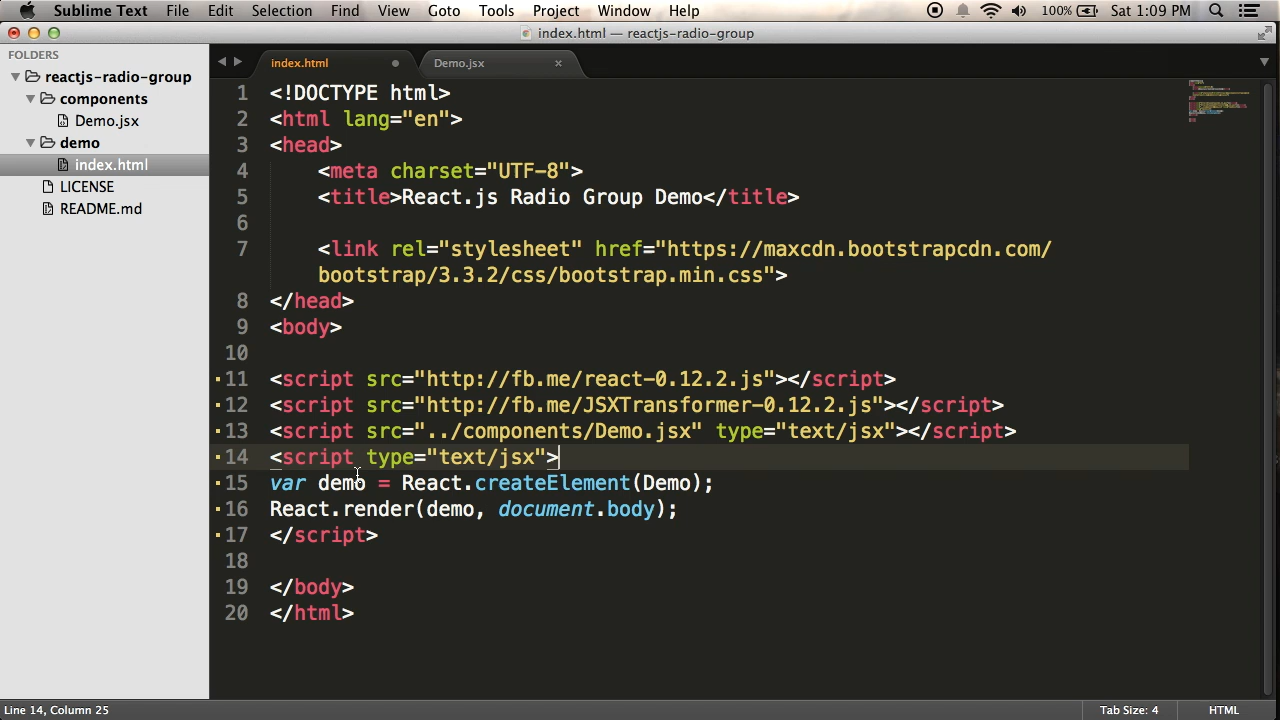 Sublime Text File Edit Selection Find View Goto Tools Project Window Help 100% Sat 1:09 PM
index.html — reactjs-radio-group
FOLDERS
reactjs-radio-group
components
Demo.jsx
demo
index.html
LICENSE
README.md
index.html Demo.jsx
1 <!DOCTYPE html>
2 <html lang="en">
3 <head>
4 <meta charset="UTF-8">
5 <title>React.js Radio Group Demo</title>
6
7 <link rel="stylesheet" href="https://maxcdn.bootstrapcdn.com/
bootstrap/3.3.2/css/bootstrap.min.css">
8 </head>
9 <body>
10
11 <script src="http://fb.me/react-0.12.2.js"></script>
12 <script src="http://fb.me/JSXTransformer-0.12.2.js"></script>
13 <script src="../components/Demo.jsx" type="text/jsx"></script>
14 <script type="text/jsx">
15 var demo = React.createElement(Demo);
16 React.render(demo, document.body);
17 </script>
18
19 </body>
20 </html>
Line 14, Column 25 Tab Size: 4 HTML